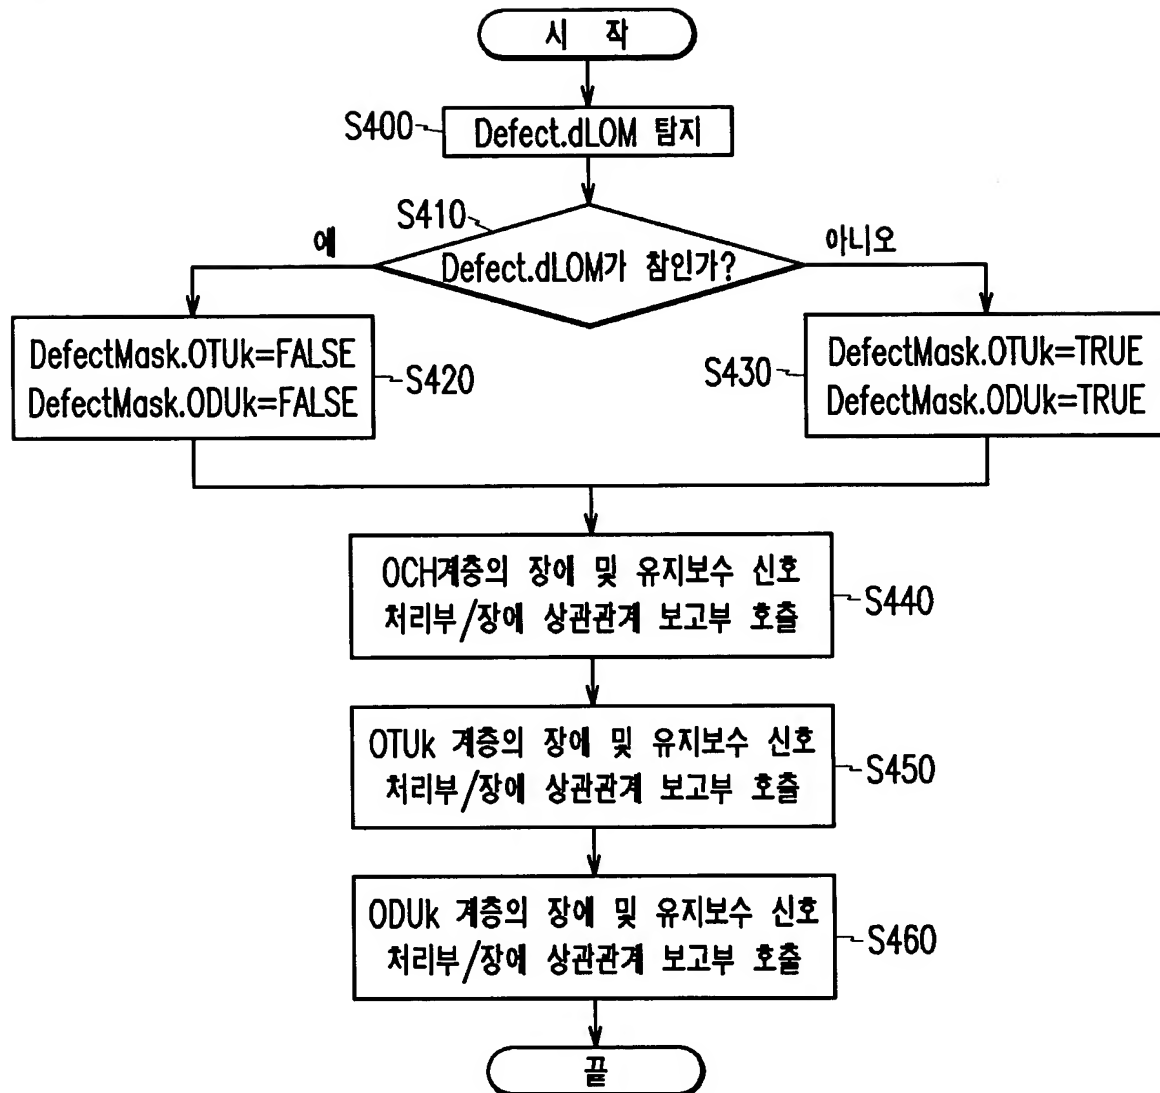 시 작
S400
Defect.dLOM 탐지
S410
예
아니오
Defect.dLOM가 참인가?
DefectMask.OTUk=FALSE
DefectMask.ODUk=FALSE
S420
S430
DefectMask.OTUk=TRUE
DefectMask.ODUk=TRUE
OCH계층의 장애 및 유지보수 신호
처리부/장애 상관관계 보고부 호출
S440
OTUk 계층의 장애 및 유지보수 신호
처리부/장애 상관관계 보고부 호출
S450
ODUk 계층의 장애 및 유지보수 신호
처리부/장애 상관관계 보고부 호출
S460
끝